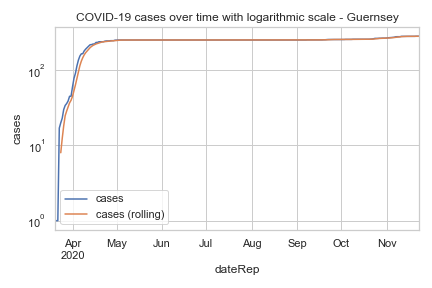 COVID-19 cases over time with logarithmic scale - Guernsey
cases
10²
10¹
10⁰
cases
cases (rolling)
Apr
2020
May
Jun
Jul
Aug
Sep
Oct
Nov
dateRep